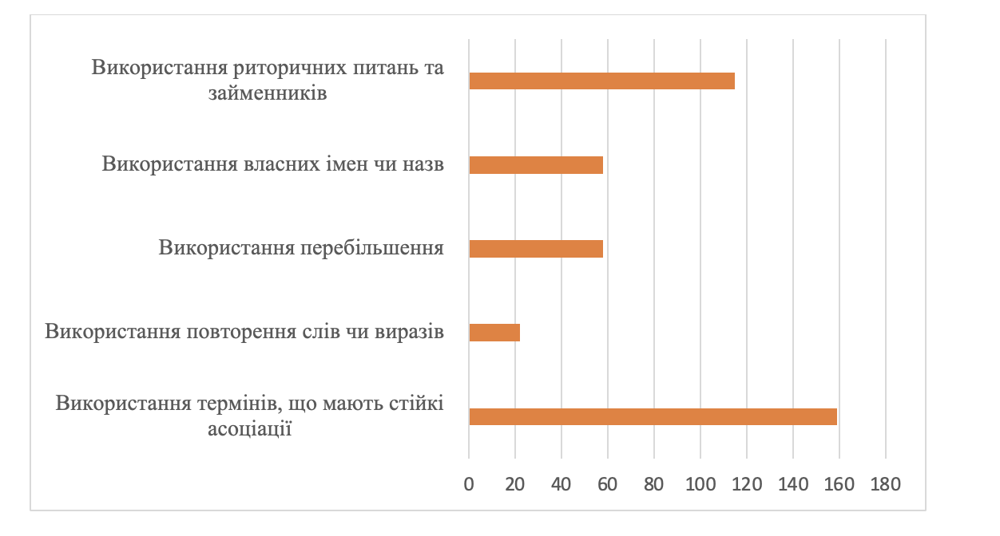 Використання риторичних питань та
займенників
Використання власних імен чи назв
Використання перебільшення
Використання повторення слів чи виразів
Використання термінів, що мають стійкі
асоціації
0 20 40 60 80 100 120 140 160 180